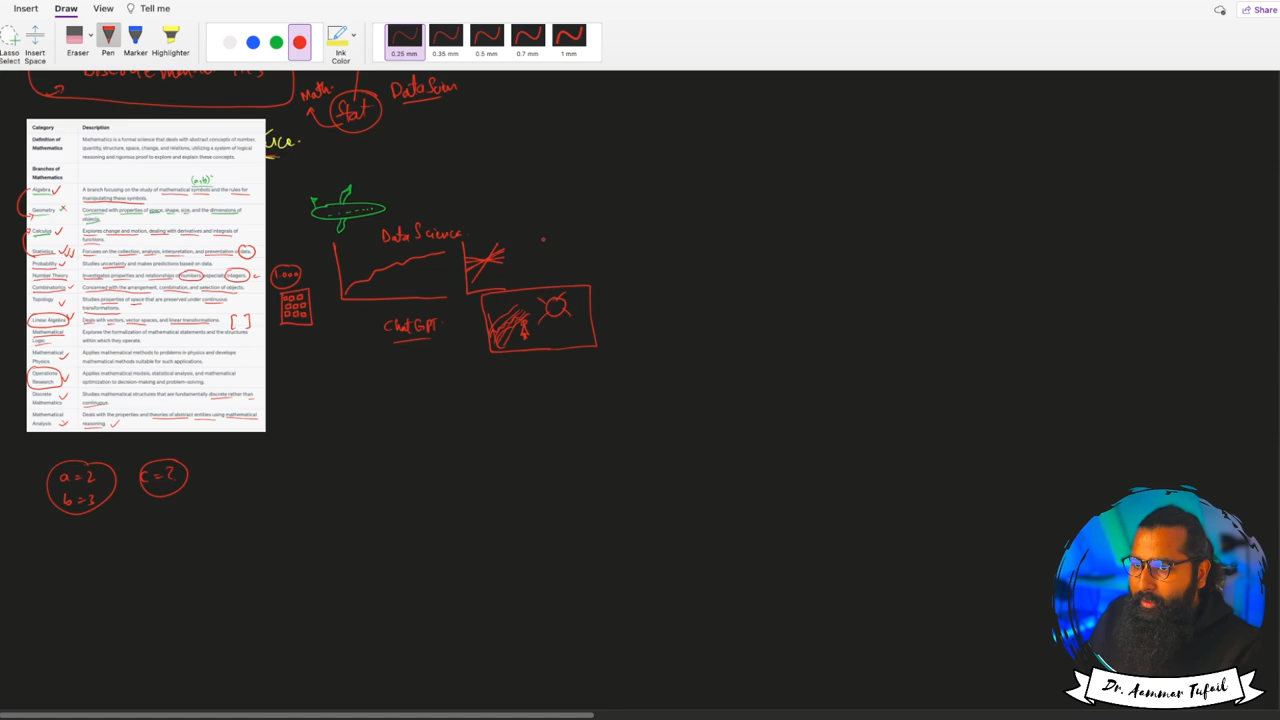 Insert Draw View Tell me
Share
Lasso Select
Insert Space
Eraser
Pen
Marker
Highlighter
Ink Color
0.25 mm 0.35 mm 0.5 mm 0.7 mm 1 mm
Math.
Stat
Data Scien
Category Description
Definition of Mathematics
Mathematics is a formal science that deals with abstract concepts of number,
quantity, structure, space, change, and relations, utilizing a system of logical
reasoning and rigorous proof to explore and explain these concepts.
Branches of Mathematics
(a+b)²
Algebra A branch focusing on the study of mathematical symbols and the rules for
manipulating these symbols.
Geometry Concerned with properties of space, shape, size, and the dimensions of
objects.
Calculus Explores change and motion, dealing with derivatives and integrals of
functions.
Statistics Focuses on the collection, analysis, interpretation, and presentation of data.
Probability Studies uncertainty and makes predictions based on data.
Number Theory Investigates properties and relationships of numbers, especially integers.
Combinatorics Concerned with the arrangement, combination, and selection of objects.
Topology Studies properties of space that are preserved under continuous
transformations.
Linear Algebra Deals with vectors, vector spaces, and linear transformations.
[ ]
Mathematical Logic Explores the formalization of mathematical statements and the structures
within which they operate.
Mathematical Physics Applies mathematical methods to problems in physics and develops
mathematical methods suitable for such applications.
Operations Research Applies mathematical models, statistical analysis, and mathematical
optimization to decision-making and problem-solving.
Discrete Mathematics Studies mathematical structures that are fundamentally discrete rather than
continuous.
Mathematical Analysis Deals with the properties and theories of abstract entities using mathematical
reasoning.
Data Science
1.000
ChatGPT
a = 2
b = 3
c = 2
Dr. Aammar Tufail